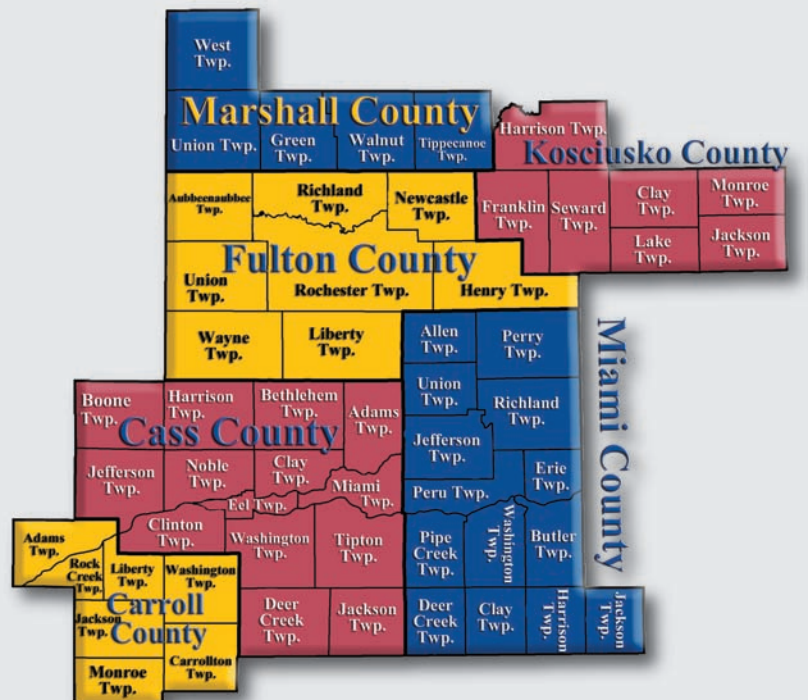 West
Twp.
Marshall County
Union Twp.
Green
Twp.
Walnut
Twp.
Tippecanoe
Twp.
Harrison Twp.
Kosciusko County
Franklin
Twp.
Seward
Twp.
Clay
Twp.
Monroe
Twp.
Lake
Twp.
Jackson
Twp.
Aubbeenaubbee
Twp.
Richland
Twp.
Newcastle
Twp.
Fulton County
Union
Twp.
Rochester Twp.
Henry Twp.
Wayne
Twp.
Liberty
Twp.
Miami County
Allen
Twp.
Perry
Twp.
Union
Twp.
Richland
Twp.
Jefferson
Twp.
Erie
Twp.
Peru Twp.
Pipe
Creek
Twp.
Washington
Twp.
Butler
Twp.
Deer
Creek
Twp.
Clay
Twp.
Harrison
Twp.
Jackson
Twp.
Boone
Twp.
Harrison
Twp.
Bethlehem
Twp.
Adams
Twp.
Cass County
Jefferson
Twp.
Noble
Twp.
Clay
Twp.
Miami
Twp.
Eel Twp.
Clinton
Twp.
Washington
Twp.
Tipton
Twp.
Deer
Creek
Twp.
Jackson
Twp.
Adams
Twp.
Rock
Creek
Twp.
Liberty
Twp.
Washington
Twp.
Carroll
County
Jackson
Twp.
Monroe
Twp.
Carrollton
Twp.